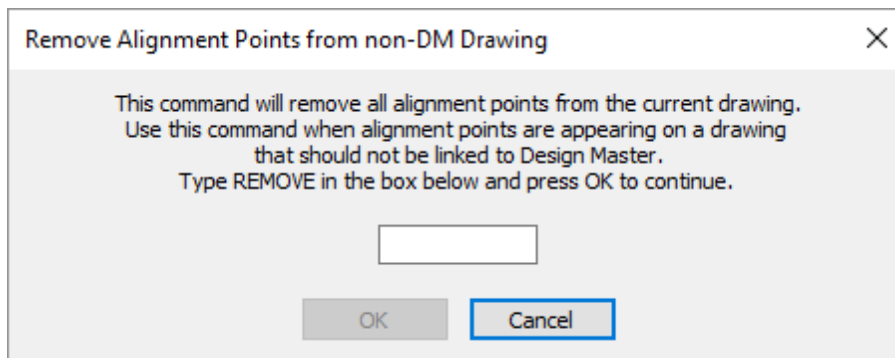 Remove Alignment Points from non-DM Drawing
This command will remove all alignment points from the current drawing.
Use this command when alignment points are appearing on a drawing
that should not be linked to Design Master.
Type REMOVE in the box below and press OK to continue.
OK Cancel